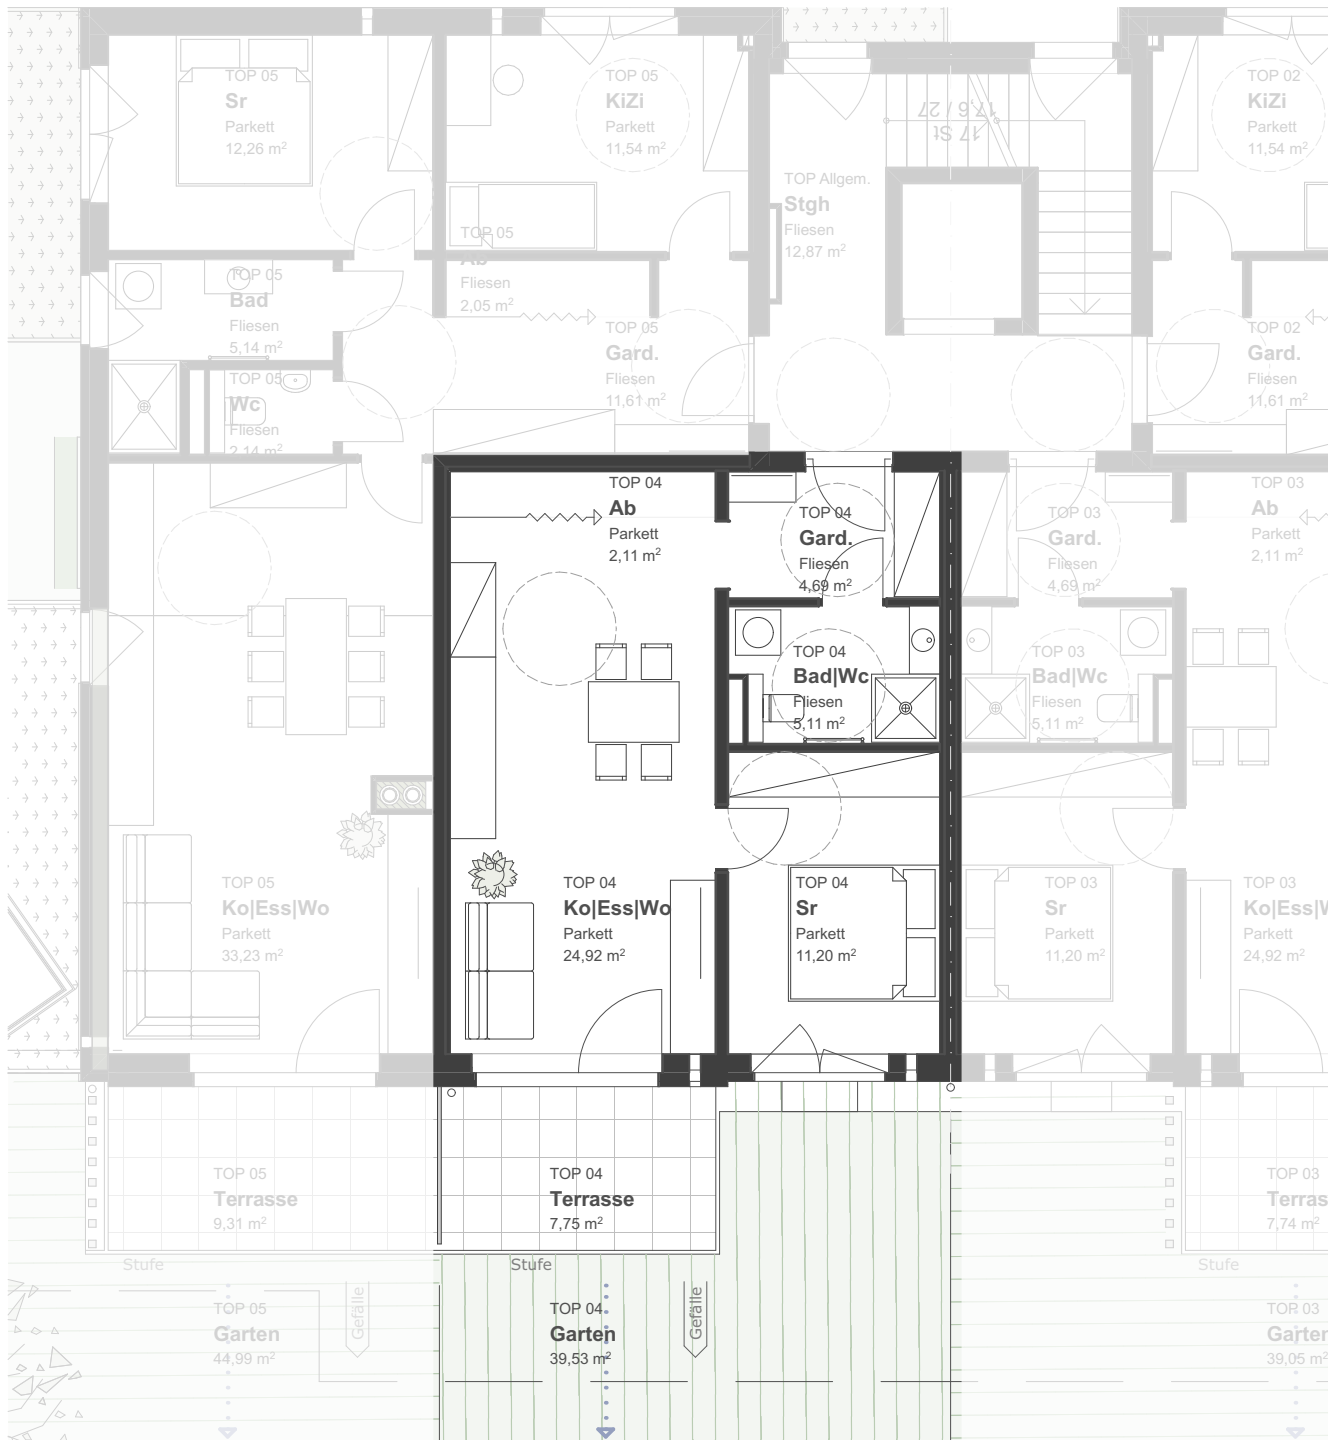 TOP 05
Sr
Parkett
12,26 m²
TOP 05
KiZi
Parkett
11,54 m²
17 St
17,6 / 27
TOP 02
KiZi
Parkett
11,54 m²
TOP Allgem.
Stgh
Fliesen
12,87 m²
TOP 05
Ab
Fliesen
2,05 m²
TOP 05
Bad
Fliesen
5,14 m²
TOP 05
Gard.
Fliesen
11,61 m²
TOP 02
Gard.
Fliesen
11,61 m²
TOP 05
Wc
Fliesen
2,14 m²
TOP 04
Ab
Parkett
2,11 m²
TOP 04
Gard.
Fliesen
4,69 m²
TOP 03
Gard.
Fliesen
4,69 m²
TOP 03
Ab
Parkett
2,11 m²
TOP 04
Bad|Wc
Fliesen
5,11 m²
TOP 03
Bad|Wc
Fliesen
5,11 m²
TOP 05
Ko|Ess|Wo
Parkett
33,23 m²
TOP 04
Ko|Ess|Wo
Parkett
24,92 m²
TOP 04
Sr
Parkett
11,20 m²
TOP 03
Sr
Parkett
11,20 m²
TOP 03
Ko|Ess|W
Parkett
24,92 m²
TOP 05
Terrasse
9,31 m²
TOP 04
Terrasse
7,75 m²
TOP 03
Terras
7,74 m²
Stufe
Stufe
Stufe
TOP 05
Garten
44,99 m²
Gefälle
TOP 04
Garten
39,53 m²
Gefälle
TOP 03
Garten
39,05 m²